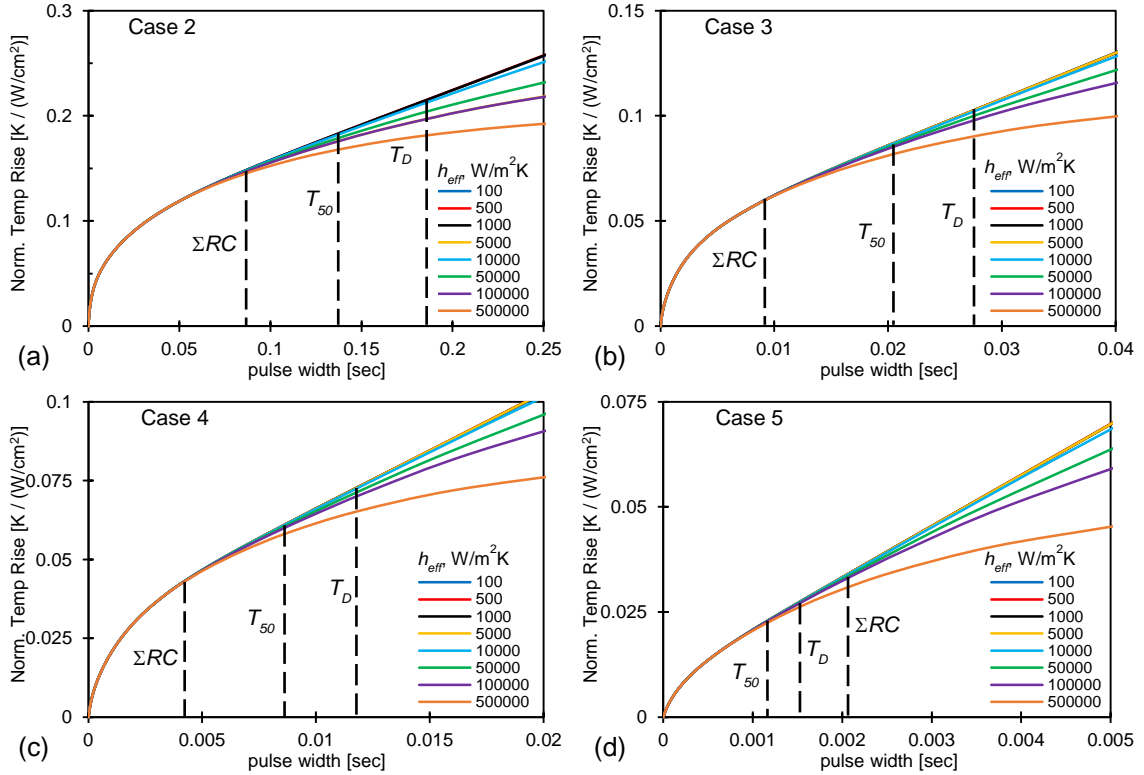 Case 2
Norm. Temp Rise [K / (W/cm²)]
0.3
0.2
0.1
0
ΣRC
T50
TD
heff, W/m²K
100
500
1000
5000
10000
50000
100000
500000
0 0.05 0.1 0.15 0.2 0.25
pulse width [sec]
(a)
Case 3
Norm. Temp Rise [K / (W/cm²)]
0.15
0.1
0.05
0
ΣRC
T50
TD
heff, W/m²K
100
500
1000
5000
10000
50000
100000
500000
0 0.01 0.02 0.03 0.04
pulse width [sec]
(b)
Case 4
Norm. Temp Rise [K / (W/cm²)]
0.1
0.075
0.05
0.025
0
ΣRC
T50
TD
heff, W/m²K
100
500
1000
5000
10000
50000
100000
500000
0 0.005 0.01 0.015 0.02
pulse width [sec]
(c)
Case 5
Norm. Temp Rise [K / (W/cm²)]
0.075
0.05
0.025
0
T50
TD
ΣRC
heff, W/m²K
100
500
1000
5000
10000
50000
100000
500000
0 0.001 0.002 0.003 0.004 0.005
pulse width [sec]
(d)